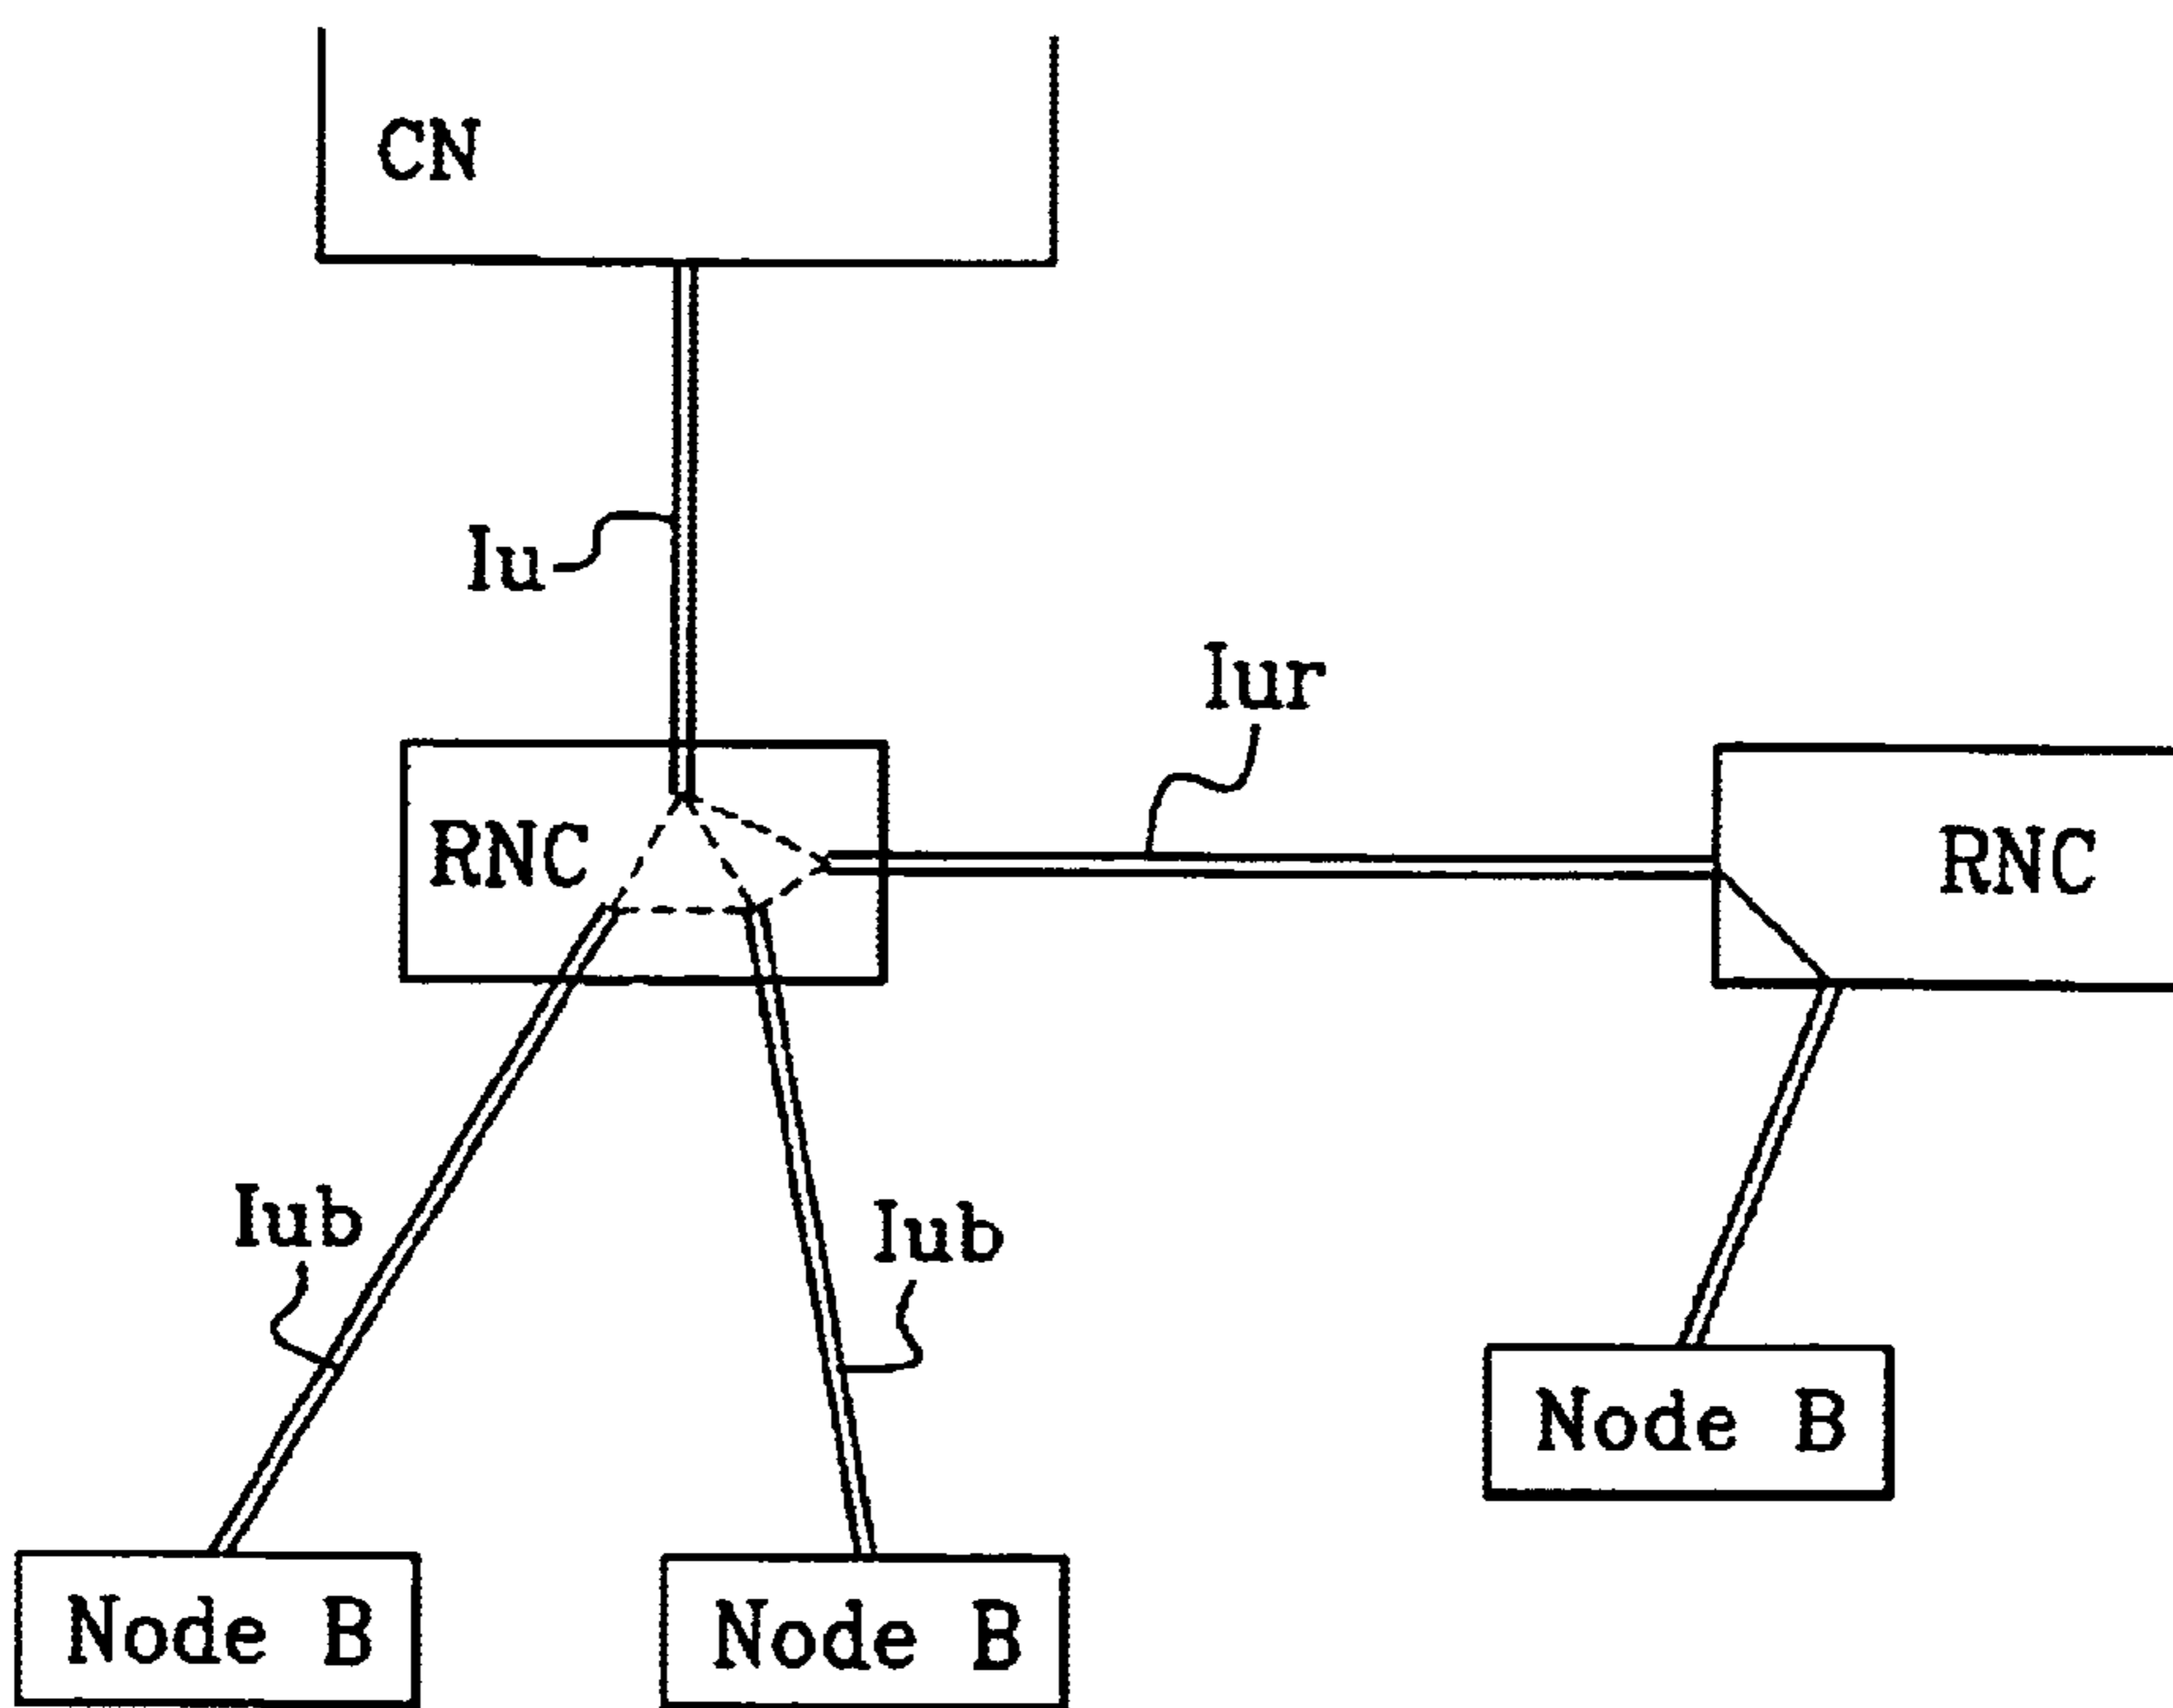 CN
Iu
Iur
RNC
RNC
Iub
Iub
Node B
Node B
Node B